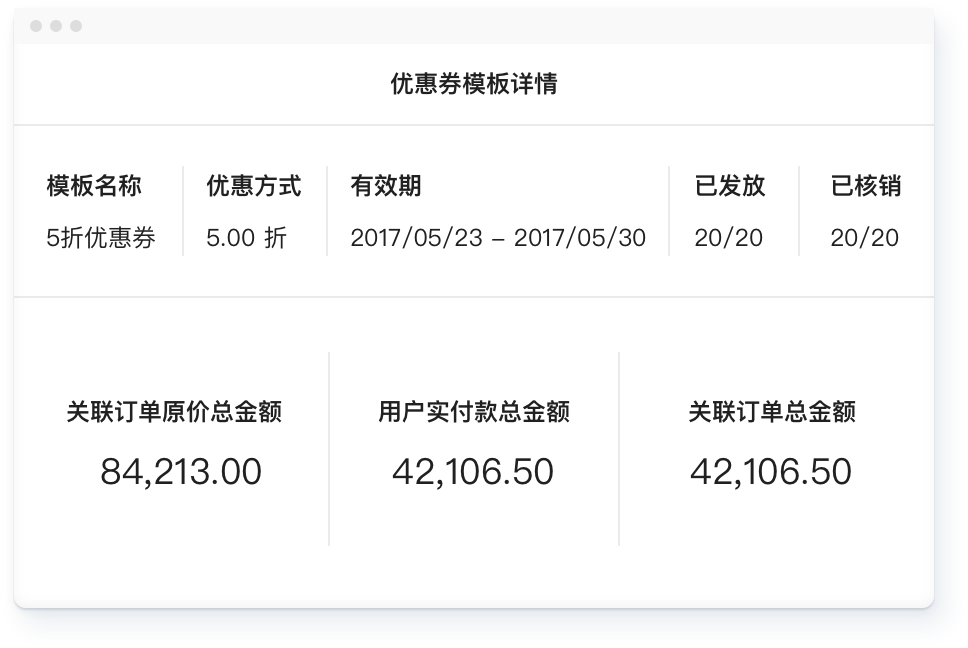 优惠券模板详情
模板名称 优惠方式 有效期 已发放 已核销
5折优惠券 5.00 折 2017/05/23 – 2017/05/30 20/20 20/20
关联订单原价总金额 用户实付款总金额 关联订单总金额
84,213.00 42,106.50 42,106.50